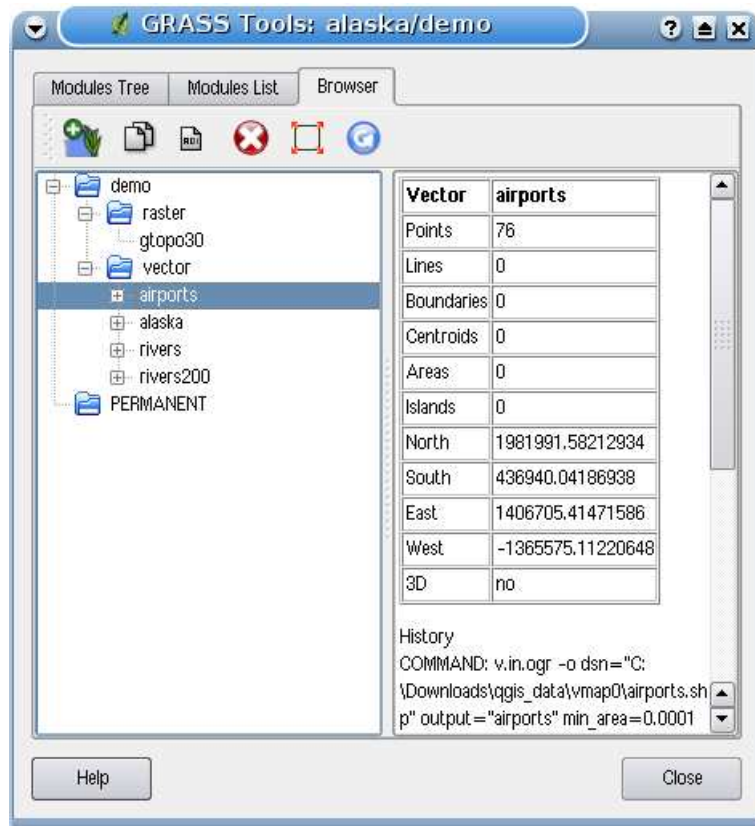 GRASS Tools: alaska/demo
Modules Tree
Modules List
Browser
demo
raster
gtopo30
vector
airports
alaska
rivers
rivers200
PERMANENT
Vector airports
Points 76
Lines 0
Boundaries 0
Centroids 0
Areas 0
Islands 0
North 1981991.58212934
South 436940.04186938
East 1406705.41471586
West -1365575.11220648
3D no
History
COMMAND: v.in.ogr -o dsn="C:
\Downloads\qgis_data\vmap0\airports.sh
p" output="airports" min_area=0.0001
Help
Close